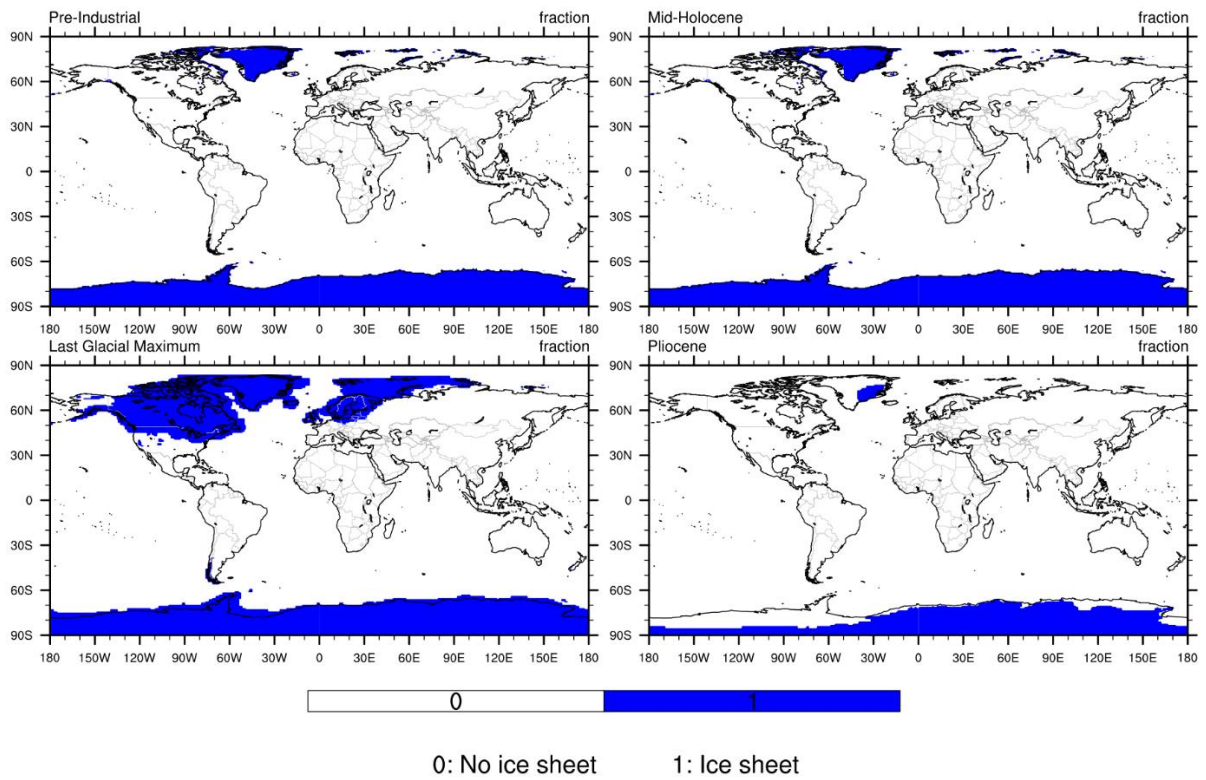 Pre-Industrial fraction Mid-Holocene fraction
90N 90N
60N 60N
30N 30N
0 0
30S 30S
60S 60S
90S 90S
180 150W 120W 90W 60W 30W 0 30E 60E 90E 120E 150E 180 180 150W 120W 90W 60W 30W 0 30E 60E 90E 120E 150E 180
Last Glacial Maximum fraction Pliocene fraction
90N 90N
60N 60N
30N 30N
0 0
30S 30S
60S 60S
90S 90S
180 150W 120W 90W 60W 30W 0 30E 60E 90E 120E 150E 180 180 150W 120W 90W 60W 30W 0 30E 60E 90E 120E 150E 180
0 1
0: No ice sheet 1: Ice sheet